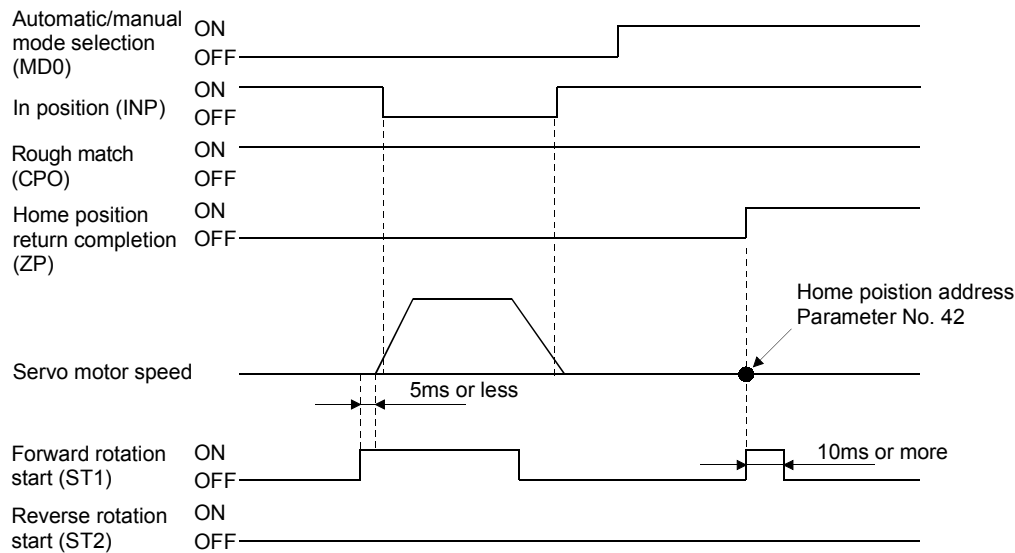 Automatic/manual
mode selection
(MD0)
ON
OFF
In position (INP)
ON
OFF
Rough match
(CPO)
ON
OFF
Home position
return completion
(ZP)
ON
OFF
Home poistion address
Parameter No. 42
Servo motor speed
5ms or less
Forward rotation
start (ST1)
ON
OFF
10ms or more
Reverse rotation
start (ST2)
ON
OFF